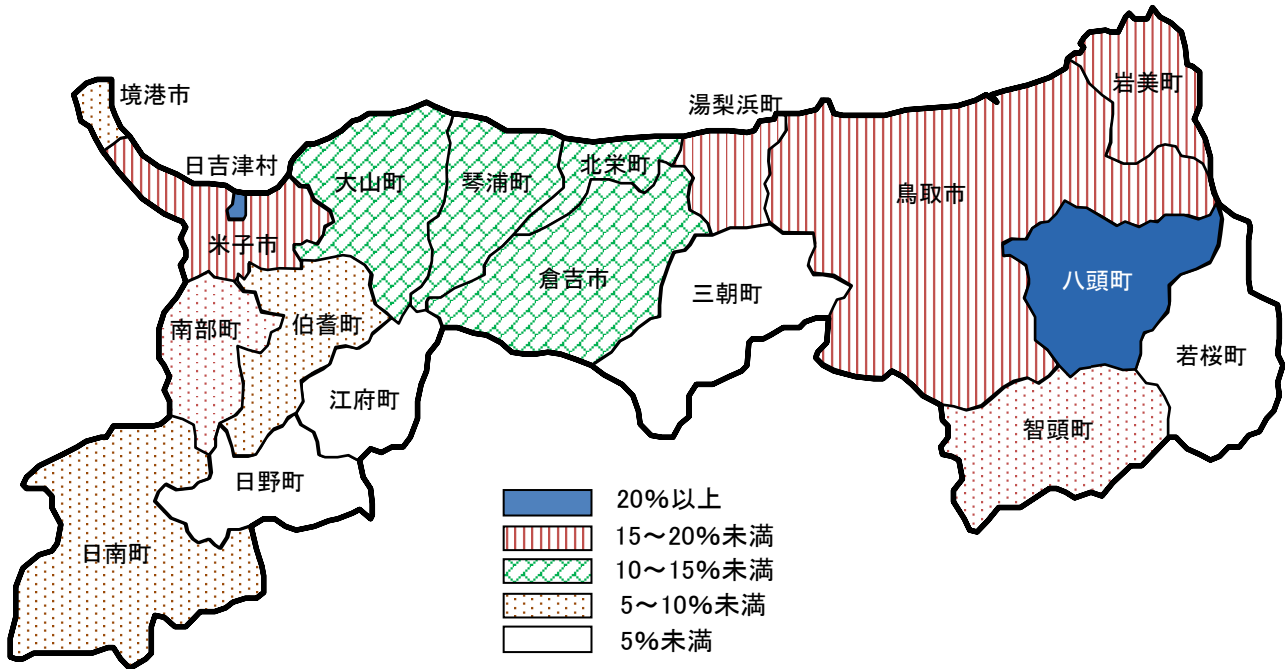 境港市
湯梨浜町
岩美町
日吉津村
大山町
琴浦町
北栄町
鳥取市
米子市
倉吉市
三朝町
八頭町
南部町
伯耆町
若桜町
江府町
智頭町
日野町
日南町
20%以上
15~20%未満
10~15%未満
5~10%未満
5%未満